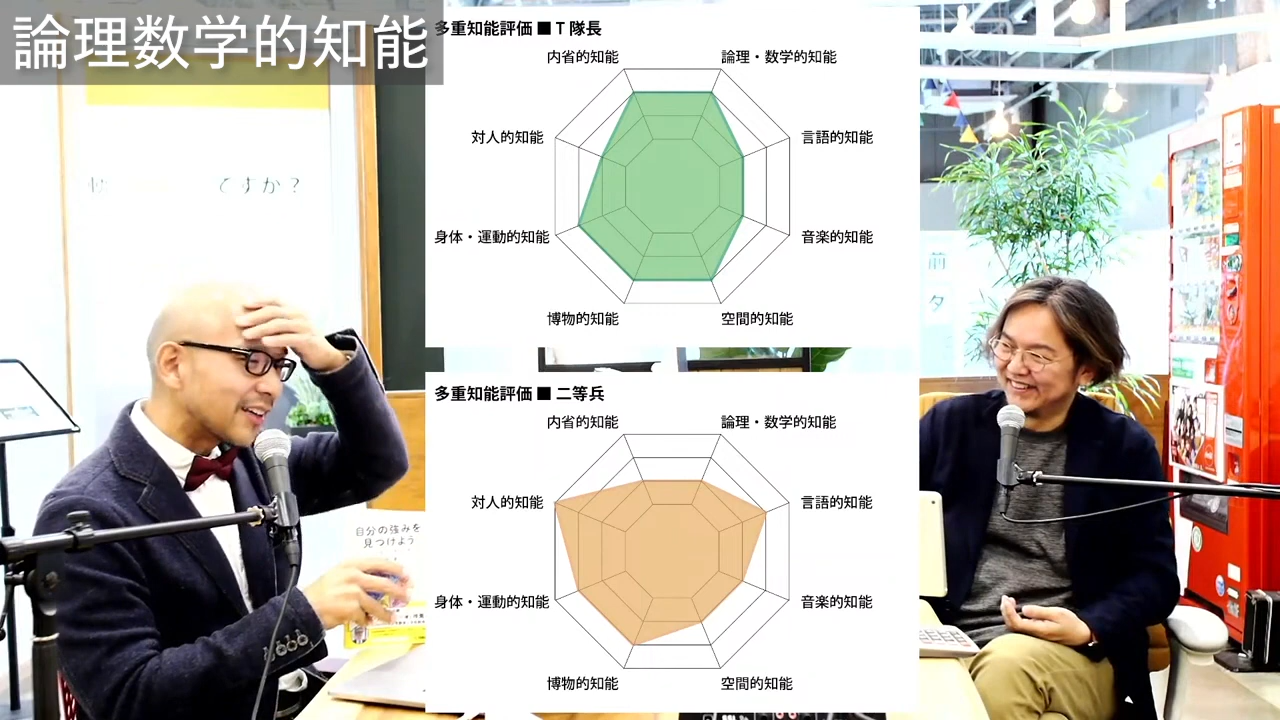 論理数学的知能
多重知能評価 ■ T 隊長
内省的知能
論理・数学的知能
対人的知能
言語的知能
身体・運動的知能
音楽的知能
博物的知能
空間的知能
ですか？
前
タ
多重知能評価 ■ 二等兵
内省的知能
論理・数学的知能
対人的知能
言語的知能
身体・運動的知能
音楽的知能
博物的知能
空間的知能
自分の強みを
見つけよう